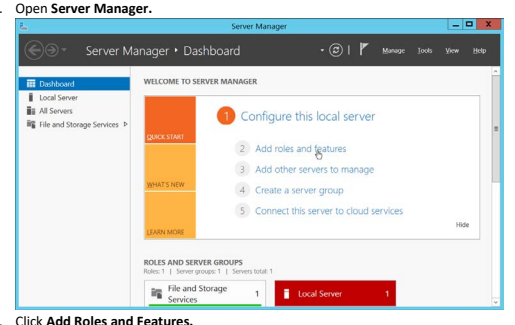 . Open Server Manager.
Server Manager
Server Manager • Dashboard
Manage Tools View Help
Dashboard
Local Server
All Servers
File and Storage Services
WELCOME TO SERVER MANAGER
QUICK START
WHAT'S NEW
LEARN MORE
1 Configure this local server
2 Add roles and features
3 Add other servers to manage
4 Create a server group
5 Connect this server to cloud services
Hide
ROLES AND SERVER GROUPS
Roles: 1 | Server groups: 1 | Servers total: 1
File and Storage Services 1
Local Server 1
. Click Add Roles and Features.